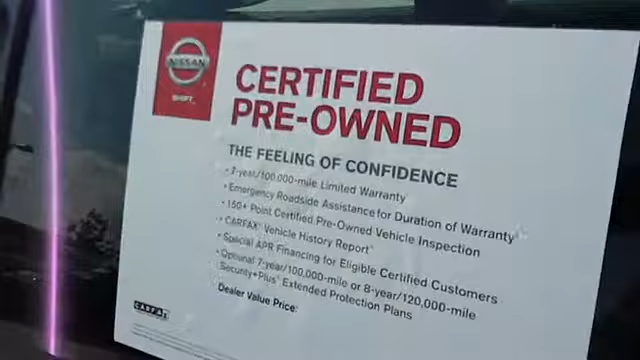 NISSAN
SHIFT_
CERTIFIED
PRE-OWNED
THE FEELING OF CONFIDENCE
• 7-year/100,000-mile Limited Warranty
• Emergency Roadside Assistance for Duration of Warranty
• 150+ Point Certified Pre-Owned Vehicle Inspection
• CARFAX® Vehicle History Report™
• Special APR Financing for Eligible Certified Customers
• Optional 7-year/100,000-mile or 8-year/120,000-mile
Security+Plus® Extended Protection Plans
Dealer Value Price:
CARFAX